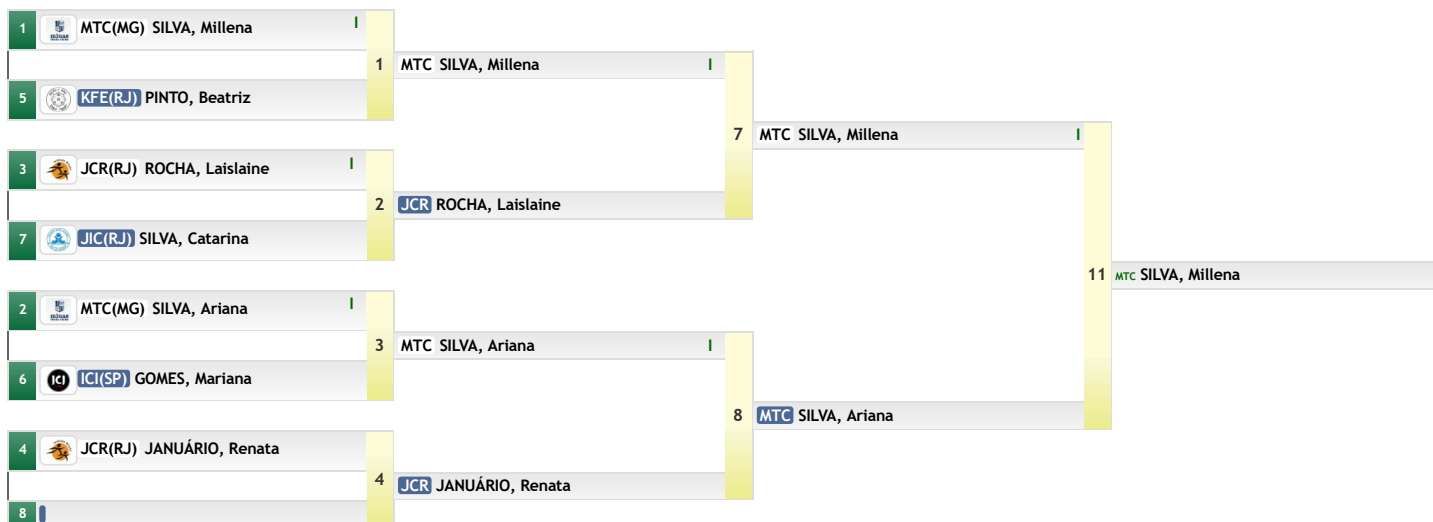 1 minas MTC(MG) SILVA, Millena I
1 MTC SILVA, Millena I
5 KFE(RJ) PINTO, Beatriz
7 MTC SILVA, Millena I
3 JCR(RJ) ROCHA, Laislaine I
2 JCR ROCHA, Laislaine
7 JIC(RJ) SILVA, Catarina
11 MTC SILVA, Millena
2 minas MTC(MG) SILVA, Ariana I
3 MTC SILVA, Ariana I
6 ICI ICI(SP) GOMES, Mariana
8 MTC SILVA, Ariana
4 JCR(RJ) JANUÁRIO, Renata
4 JCR JANUÁRIO, Renata
8